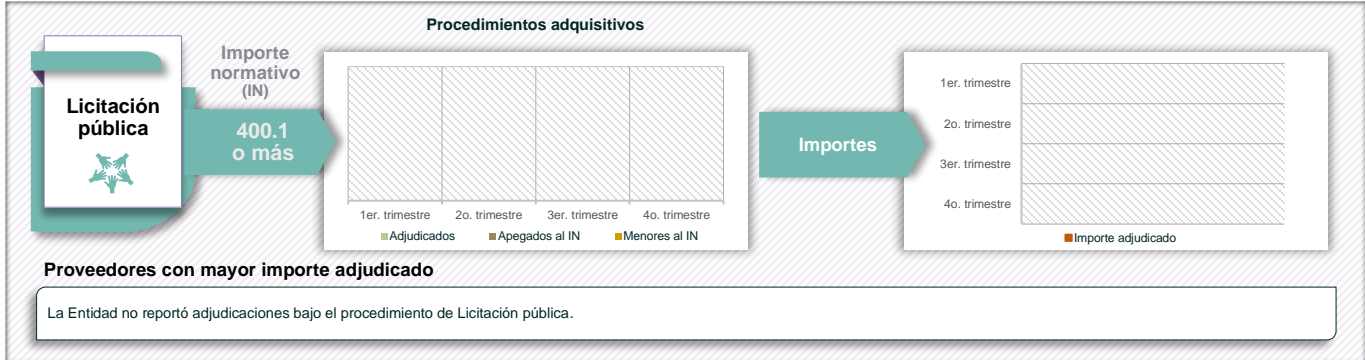 Procedimientos adquisitivos
Licitación
pública
Importe
normativo
(IN)
400.1
o más
1er. trimestre 2o. trimestre 3er. trimestre 4o. trimestre
Adjudicados Apegados al IN Menores al IN
Importes
1er. trimestre
2o. trimestre
3er. trimestre
4o. trimestre
Importe adjudicado
Proveedores con mayor importe adjudicado
La Entidad no reportó adjudicaciones bajo el procedimiento de Licitación pública.